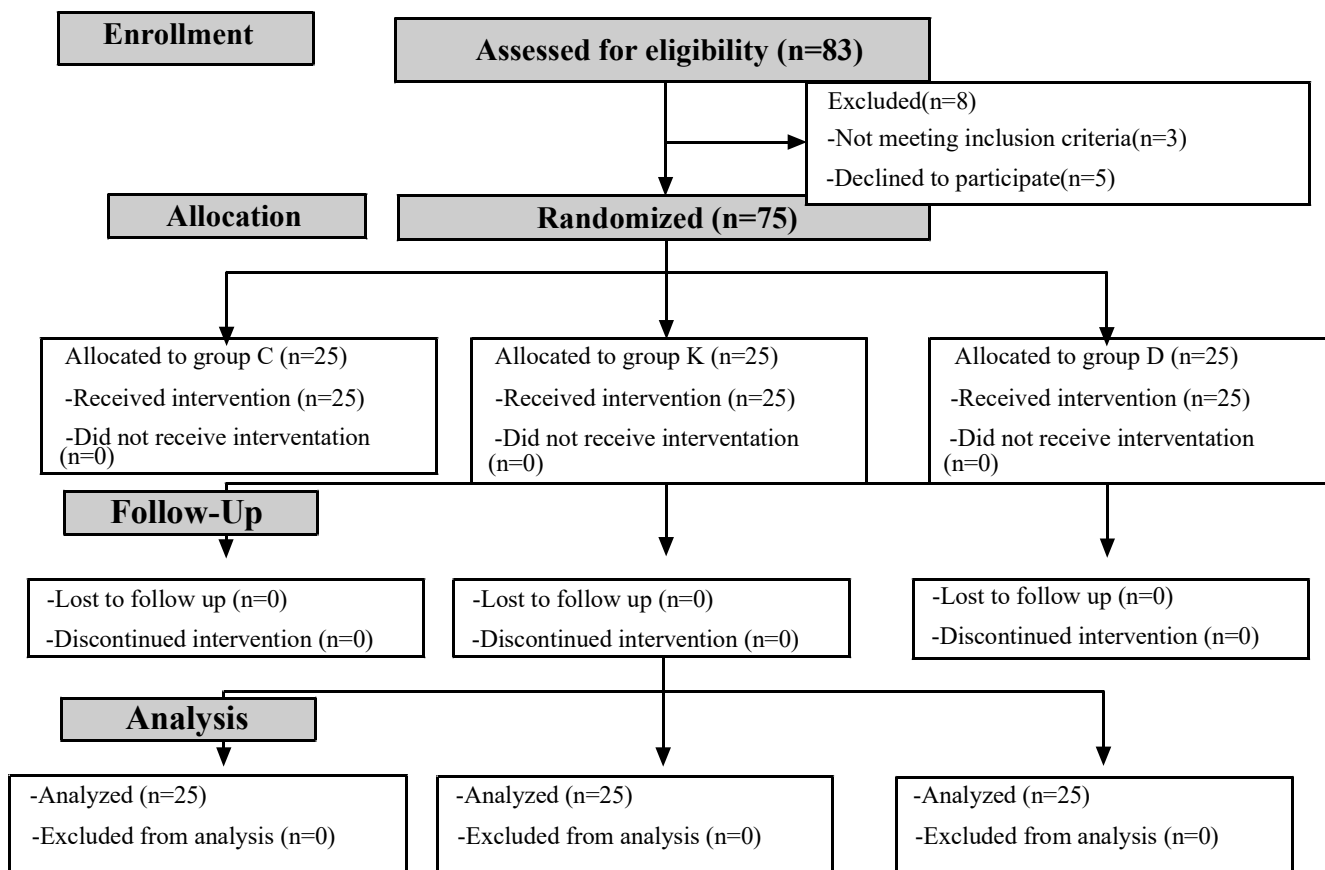 Enrollment
Assessed for eligibility (n=83)
Excluded(n=8)
-Not meeting inclusion criteria(n=3)
-Declined to participate(n=5)
Allocation
Randomized (n=75)
Allocated to group C (n=25)
-Received intervention (n=25)
-Did not receive interventation
(n=0)
Allocated to group K (n=25)
-Received intervention (n=25)
-Did not receive interventation
(n=0)
Allocated to group D (n=25)
-Received intervention (n=25)
-Did not receive interventation
(n=0)
Follow-Up
-Lost to follow up (n=0)
-Discontinued intervention (n=0)
-Lost to follow up (n=0)
-Discontinued intervention (n=0)
-Lost to follow up (n=0)
-Discontinued intervention (n=0)
Analysis
-Analyzed (n=25)
-Excluded from analysis (n=0)
-Analyzed (n=25)
-Excluded from analysis (n=0)
-Analyzed (n=25)
-Excluded from analysis (n=0)